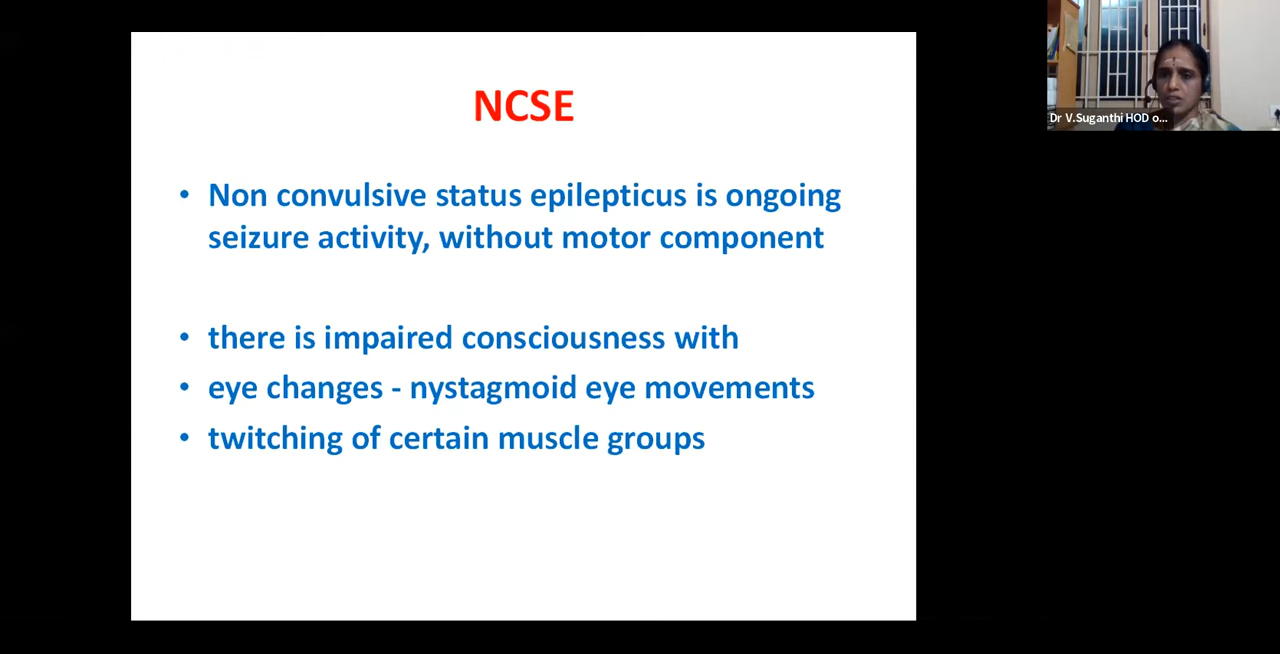 NCSE
• Non convulsive status epilepticus is ongoing
seizure activity, without motor component
• there is impaired consciousness with
• eye changes - nystagmoid eye movements
• twitching of certain muscle groups
Dr V.Suganthi HOD o...